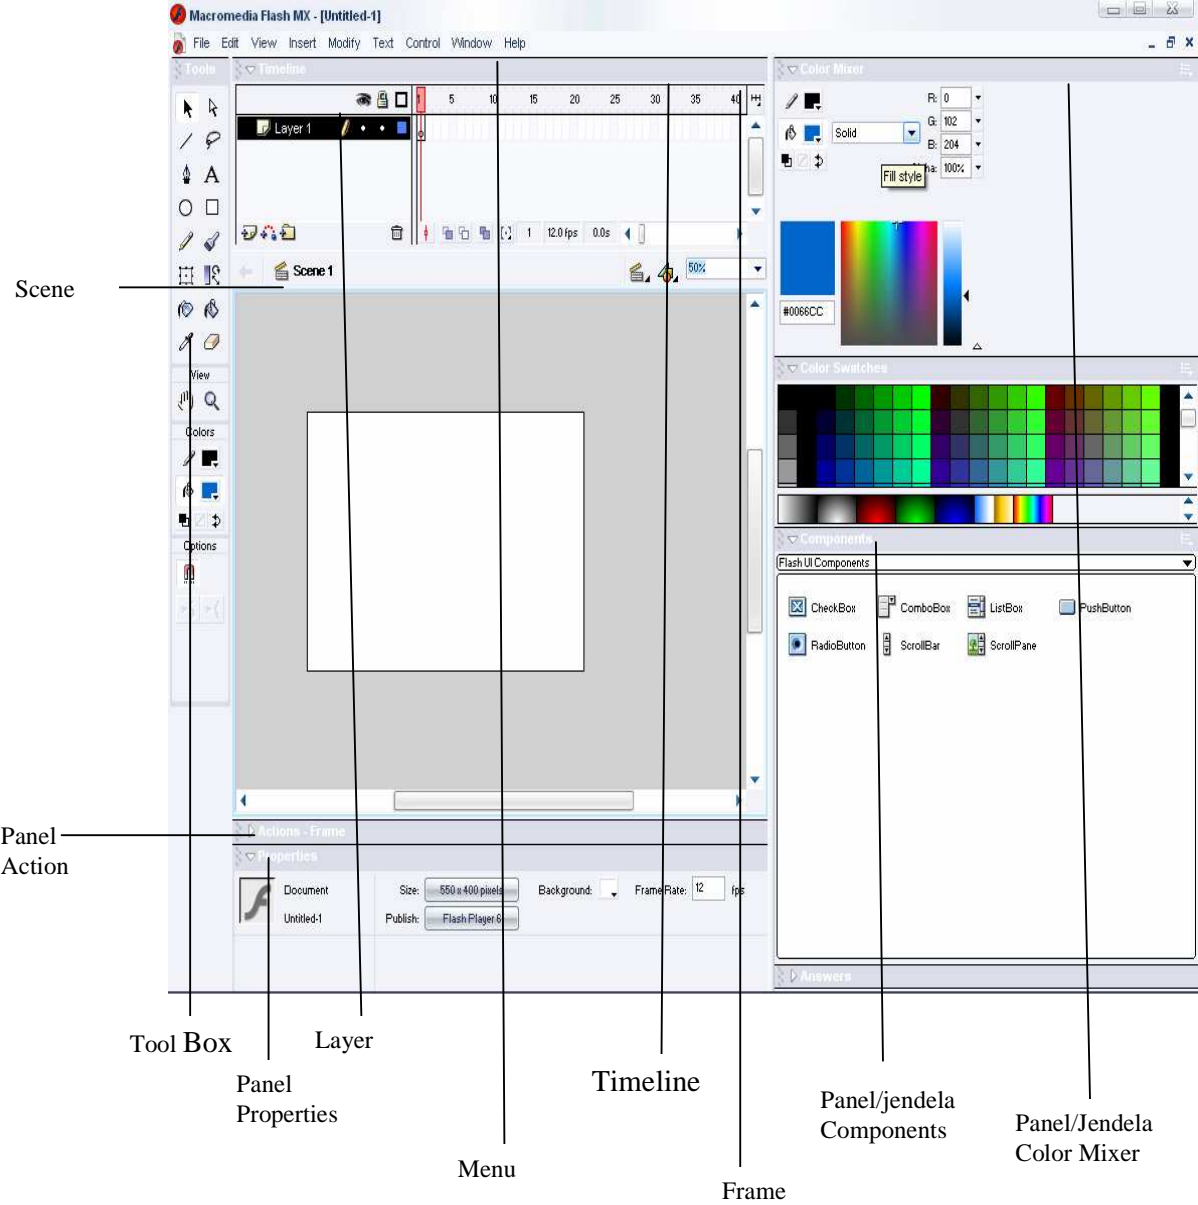 Macromedia Flash MX - [Untitled-1]
File Edit View Insert Modify Text Control Window Help
Tools
Timeline
Color Mixer
1 5 10 15 20 25 30 35 40 H
Layer 1
1 12.0 fps 0.0s
Scene 1
50%
R: 0
G: 102
B: 204
100%
Solid
Fill style
#0066CC
Scene
View
Colors
Options
Color Swatches
Components
Flash UI Components
CheckBox ComboBox ListBox PushButton
RadioButton ScrollBar ScrollPane
Actions - Frame
Properties
Document Size: 550 x 400 pixels Background: Frame Rate: 12 fps
Untitled-1 Publish: Flash Player 6
Answers
Panel
Action
Tool Box
Layer
Panel
Properties
Timeline
Menu
Frame
Panel/jendela
Components
Panel/Jendela
Color Mixer